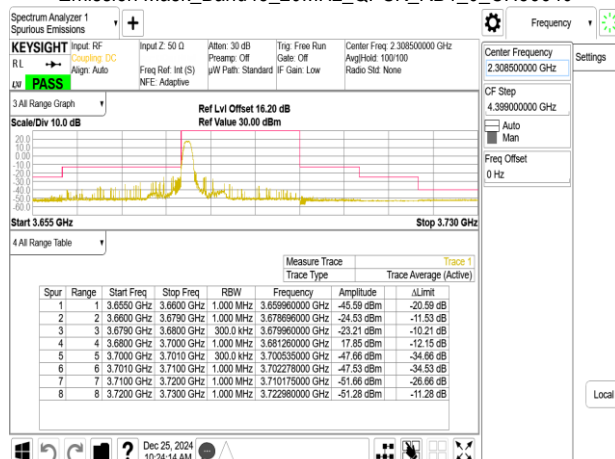 Spectrum Analyzer 1
Spurious Emissions
Frequency
KEYSIGHT
Input: RF
Coupling: DC
Align: Auto
Input Z: 50 Ω
Freq Ref: Int (S)
NFE: Adaptive
Atten: 30 dB
Preamp: Off
µW Path: Standard
Trig: Free Run
Gate: Off
IF Gain: Low
Center Freq: 2.308500000 GHz
Avg|Hold: 100/100
Radio Std: None
RL
PASS
Center Frequency
2.308500000 GHz
Settings
CF Step
4.399000000 GHz
Auto
Man
Freq Offset
0 Hz
Local
3 All Range Graph
Scale/Div 10.0 dB
Ref Lvl Offset 16.20 dB
Ref Value 30.00 dBm
20.0
10.0
0.00
-10.0
-20.0
-30.0
-40.0
-50.0
-60.0
Start 3.655 GHz
Stop 3.730 GHz
4 All Range Table
Measure Trace Trace 1
Trace Type Trace Average (Active)
Spur Range Start Freq Stop Freq RBW Frequency Amplitude ΔLimit
1 1 3.6550 GHz 3.6600 GHz 1.000 MHz 3.659960000 GHz -45.59 dBm -20.59 dB
2 2 3.6600 GHz 3.6790 GHz 1.000 MHz 3.678696000 GHz -24.53 dBm -11.53 dB
3 3 3.6790 GHz 3.6800 GHz 300.0 kHz 3.679960000 GHz -23.21 dBm -10.21 dB
4 4 3.6800 GHz 3.7000 GHz 1.000 MHz 3.681260000 GHz 17.85 dBm -12.15 dB
5 5 3.7000 GHz 3.7010 GHz 300.0 kHz 3.700535000 GHz -47.66 dBm -34.66 dB
6 6 3.7010 GHz 3.7100 GHz 1.000 MHz 3.702278000 GHz -47.53 dBm -34.53 dB
7 7 3.7100 GHz 3.7200 GHz 1.000 MHz 3.710175000 GHz -51.66 dBm -26.66 dB
8 8 3.7200 GHz 3.7300 GHz 1.000 MHz 3.722980000 GHz -51.28 dBm -11.28 dB
Dec 25, 2024
10:24:14 AM